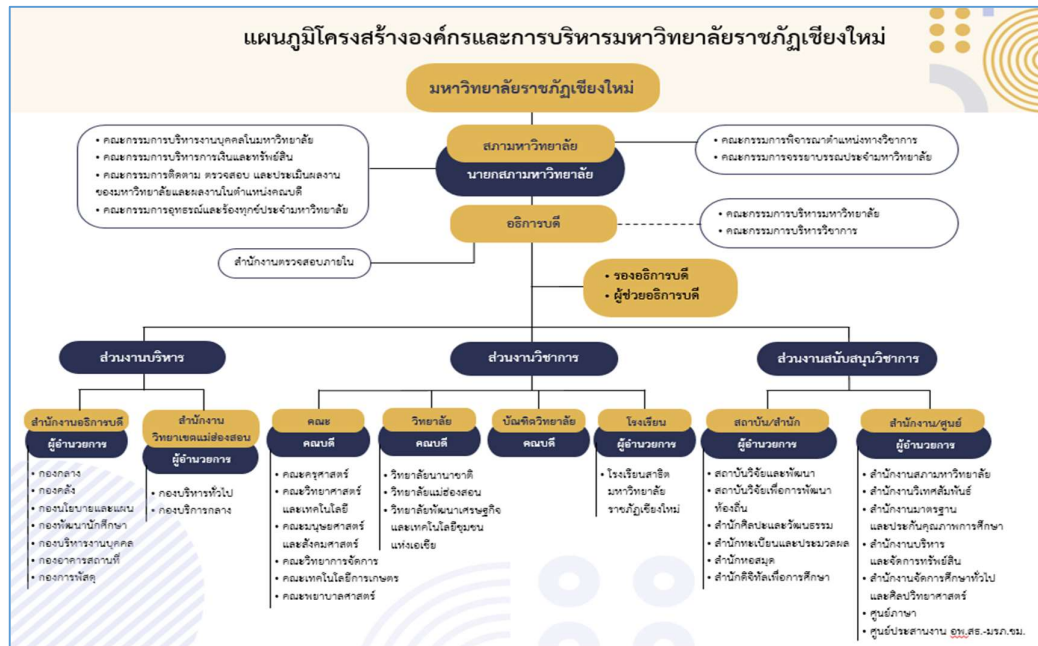 แผนภูมิโครงสร้างองค์กรและการบริหารมหาวิทยาลัยราชภัฏเชียงใหม่
มหาวิทยาลัยราชภัฏเชียงใหม่
• คณะกรรมการบริหารงานบุคคลในมหาวิทยาลัย
• คณะกรรมการบริหารการเงินและทรัพย์สิน
• คณะกรรมการติดตาม ตรวจสอบ และประเมินผลงาน
ของมหาวิทยาลัยและผลงานในตำแหน่งคณบดี
• คณะกรรมการอุทธรณ์และร้องทุกข์ประจำมหาวิทยาลัย
สภามหาวิทยาลัย
นายกสภามหาวิทยาลัย
• คณะกรรมการพิจารณาตำแหน่งทางวิชาการ
• คณะกรรมการจรรยาบรรณประจำมหาวิทยาลัย
อธิการบดี
• คณะกรรมการบริหารมหาวิทยาลัย
• คณะกรรมการบริหารวิชาการ
สำนักงานตรวจสอบภายใน
• รองอธิการบดี
• ผู้ช่วยอธิการบดี
ส่วนงานบริหาร
สำนักงานอธิการบดี
ผู้อำนวยการ
• กองกลาง
• กองคลัง
• กองนโยบายและแผน
• กองพัฒนานักศึกษา
• กองบริหารงานบุคคล
• กองอาคารสถานที่
• กองการพัสดุ
สำนักงาน
วิทยาเขตแม่ฮ่องสอน
ผู้อำนวยการ
• กองบริหารทั่วไป
• กองบริการกลาง
ส่วนงานวิชาการ
คณะ
คณบดี
• คณะครุศาสตร์
• คณะวิทยาศาสตร์
และเทคโนโลยี
• คณะมนุษยศาสตร์
และสังคมศาสตร์
• คณะวิทยาการจัดการ
• คณะเทคโนโลยีการเกษตร
• คณะพยาบาลศาสตร์
วิทยาลัย
คณบดี
• วิทยาลัยนานาชาติ
• วิทยาลัยแม่ฮ่องสอน
• วิทยาลัยพัฒนาเศรษฐกิจ
และเทคโนโลยีชุมชน
แห่งเอเชีย
บัณฑิตวิทยาลัย
คณบดี
โรงเรียน
ผู้อำนวยการ
• โรงเรียนสาธิต
มหาวิทยาลัย
ราชภัฏเชียงใหม่
ส่วนงานสนับสนุนวิชาการ
สถาบัน/สำนัก
ผู้อำนวยการ
• สถาบันวิจัยและพัฒนา
• สถาบันวิจัยเพื่อการพัฒนา
ท้องถิ่น
• สำนักศิลปะและวัฒนธรรม
• สำนักทะเบียนและประมวลผล
• สำนักหอสมุด
• สำนักดิจิทัลเพื่อการศึกษา
สำนักงาน/ศูนย์
ผู้อำนวยการ
• สำนักงานสภามหาวิทยาลัย
• สำนักงานวิเทศสัมพันธ์
• สำนักงานมาตรฐาน
และประกันคุณภาพการศึกษา
• สำนักงานบริหาร
และจัดการทรัพย์สิน
• สำนักงานจัดการศึกษาทั่วไป
และศิลปวิทยาศาสตร์
• ศูนย์ภาษา
• ศูนย์ประสานงาน อพ.สธ.-มรภ.ชม.